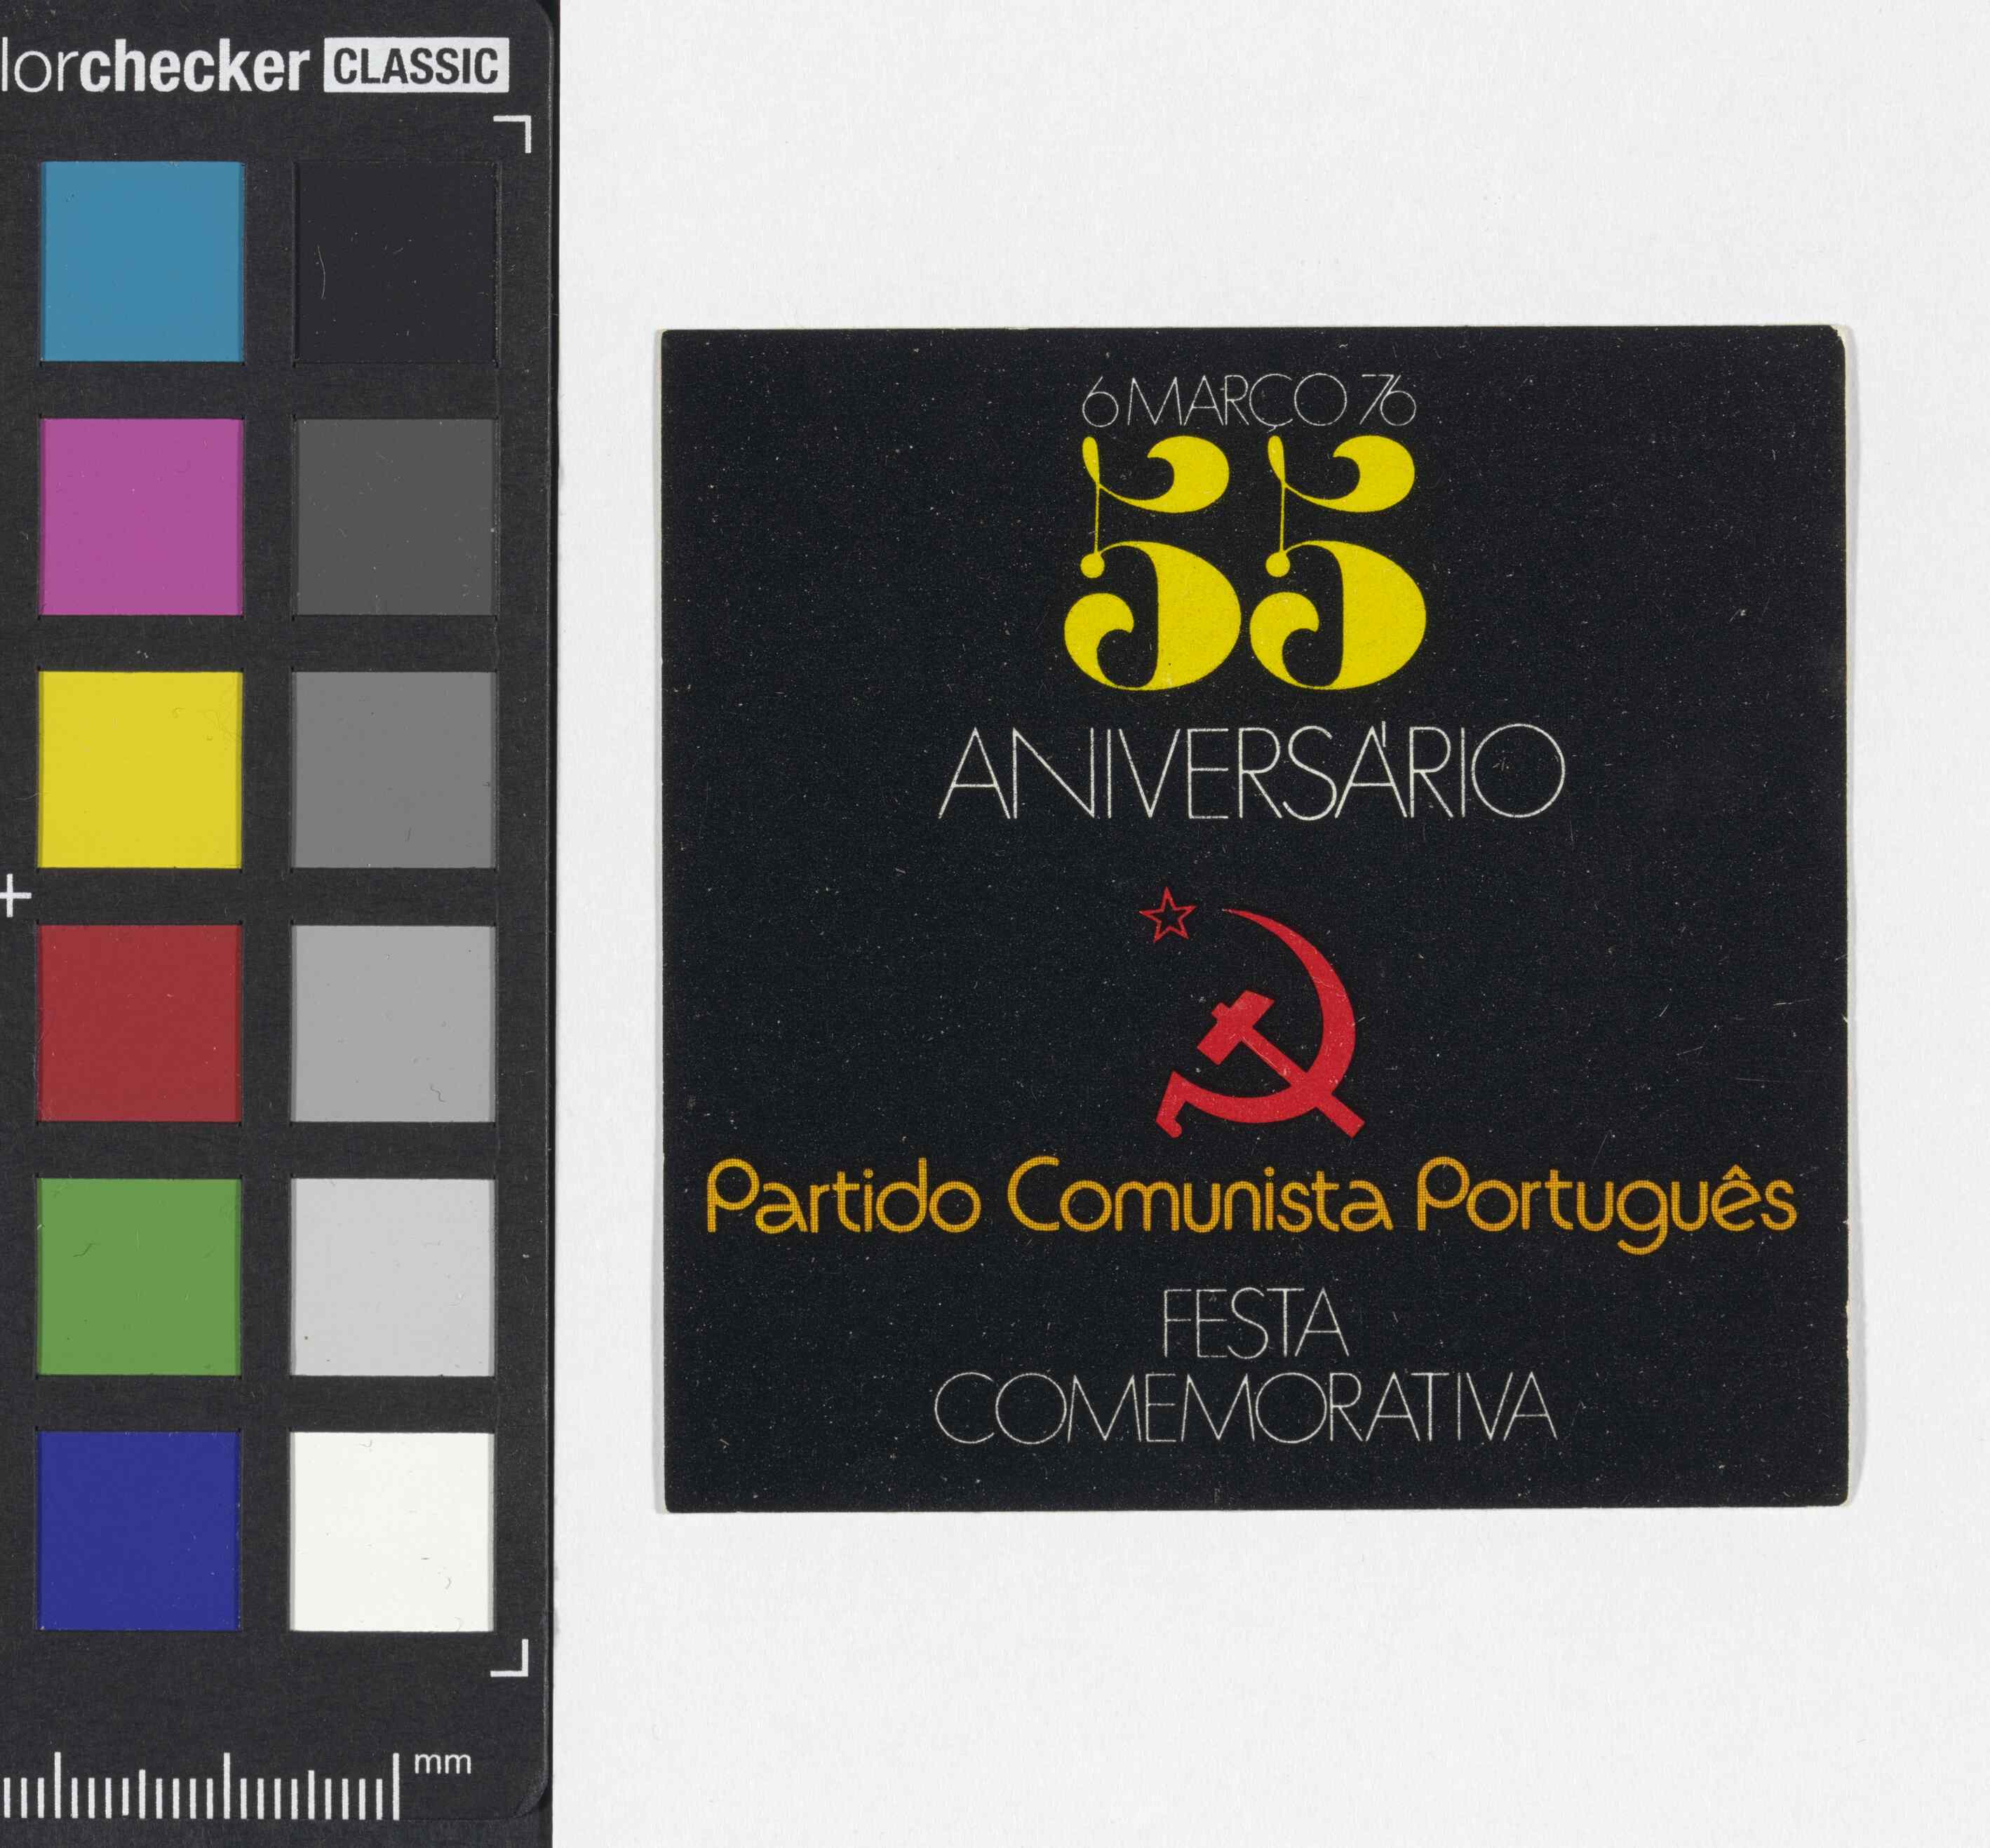 lorchecker CLASSIC
6 MARÇO 76
55
ANIVERSÁRIO
Partido Comunista Português
FESTA
COMEMORATIVA
mm